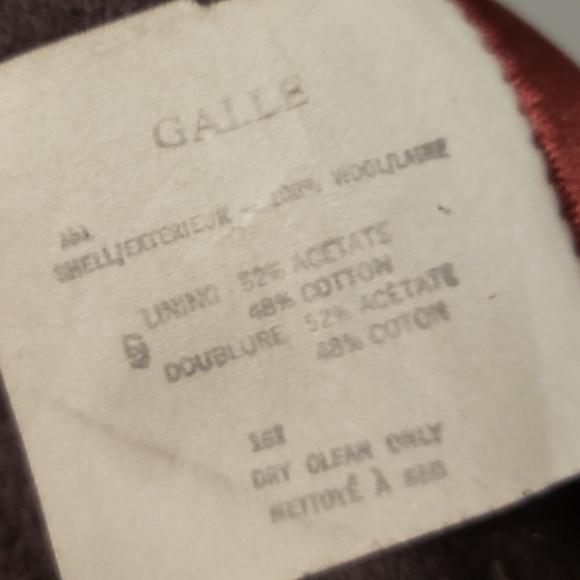 GALLE
SHELL/EXTERIEUR - 100% WOOL/LAINE
LINING 52% ACETATE
48% COTTON
DOUBLURE 52% ACÉTATE
48% COTON
DRY CLEAN ONLY
NETTOYÉ À SEC